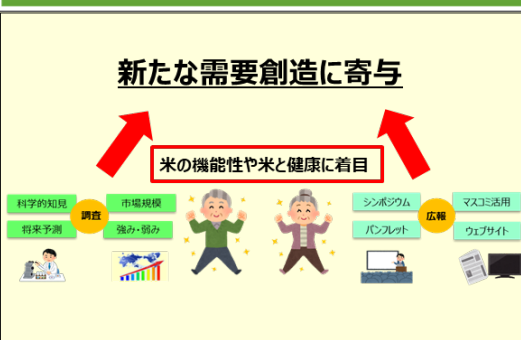 新たな需要創造に寄与
米の機能性や米と健康に着目
科学的知見
市場規模
調査
将来予測
強み・弱み
シンポジウム
マスコミ活用
広報
パンフレット
ウェブサイト